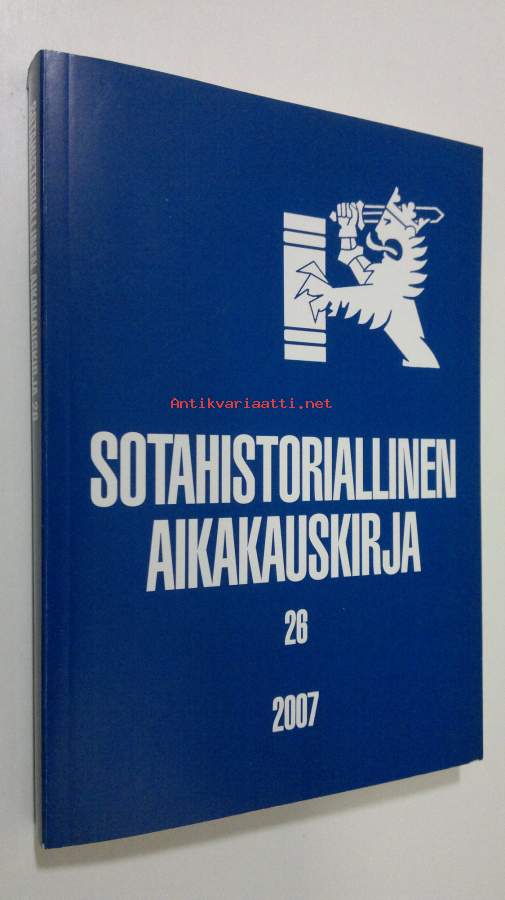 SOTAHISTORIALLINEN AIKAKAUSKIRJA 26
Antikvariaatti.net
SOTAHISTORIALLINEN
AIKAKAUSKIRJA
26
2007